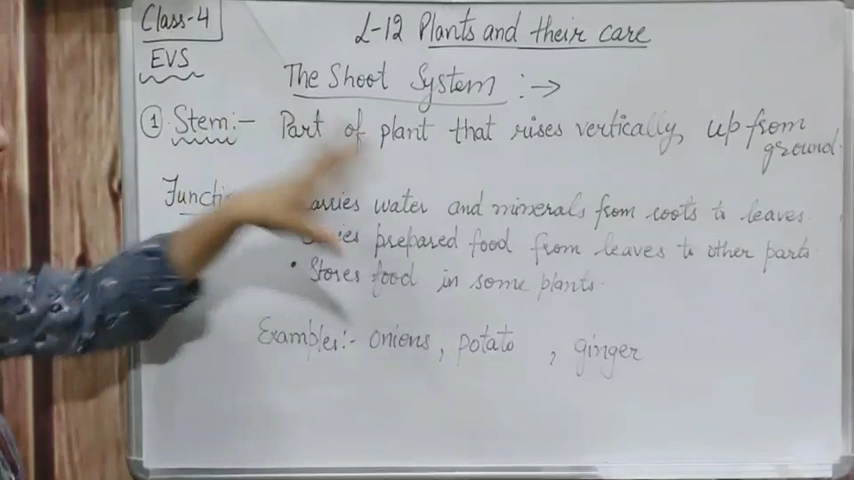 Class-4
L-12 Plants and their care
EVS
The Shoot System :→
① Stem:- Part of plant that rises vertically, up from
ground.
Functi
arries water and minerals from roots to leaves.
prepared food from leaves to other parts
• Stores food in some plants.
Examples:- Onions, potato , ginger